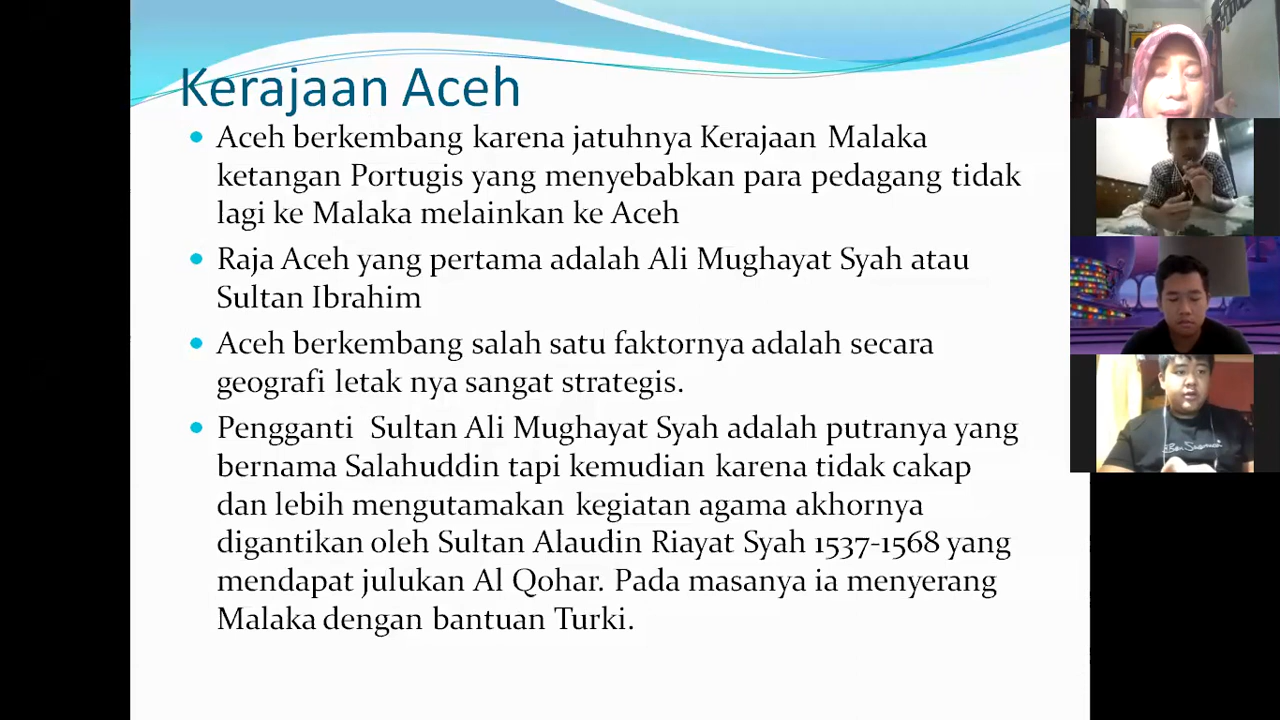 Kerajaan Aceh
Aceh berkembang karena jatuhnya Kerajaan Malaka
ketangan Portugis yang menyebabkan para pedagang tidak
lagi ke Malaka melainkan ke Aceh
Raja Aceh yang pertama adalah Ali Mughayat Syah atau
Sultan Ibrahim
Aceh berkembang salah satu faktornya adalah secara
geografi letak nya sangat strategis.
Pengganti Sultan Ali Mughayat Syah adalah putranya yang
bernama Salahuddin tapi kemudian karena tidak cakap
dan lebih mengutamakan kegiatan agama akhornya
digantikan oleh Sultan Alaudin Riayat Syah 1537-1568 yang
mendapat julukan Al Qohar. Pada masanya ia menyerang
Malaka dengan bantuan Turki.